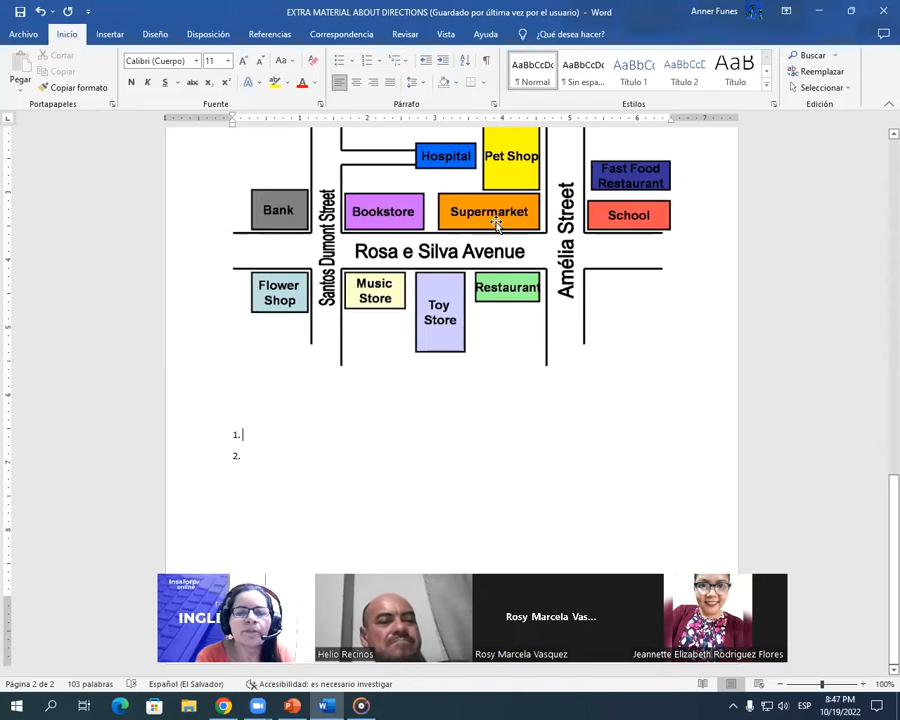 EXTRA MATERIAL ABOUT DIRECTIONS (Guardado por última vez por el usuario) - Word
Anner Funes
Archivo Inicio Insertar Diseño Disposición Referencias Correspondencia Revisar Vista Ayuda ¿Qué desea hacer?
Pegar
Cortar
Copiar
Copiar formato
Portapapeles
Calibri (Cuerpo) 11
Fuente
Párrafo
AaBbCcDc
¶ Normal
AaBbCcDc
¶ Sin espa...
AaBbCc
Título 1
AaBbCcC
Título 2
AaB
Título
Estilos
Buscar
Reemplazar
Seleccionar
Edición
Hospital
Pet Shop
Fast Food
Restaurant
Bank
Bookstore
Supermarket
School
Santos Dumont Street
Rosa e Silva Avenue
Amélia Street
Flower
Shop
Music
Store
Toy
Store
Restaurant
1.
2.
Insaforp
online
INGL
Helio Recinos
Rosy Marcela Vas...
Rosy Marcela Vasquez
Jeannette Elizabeth Rodriguez Flores
Página 2 de 2 103 palabras Español (El Salvador) Accesibilidad: es necesario investigar
100%
ESP
8:47 PM
10/19/2022